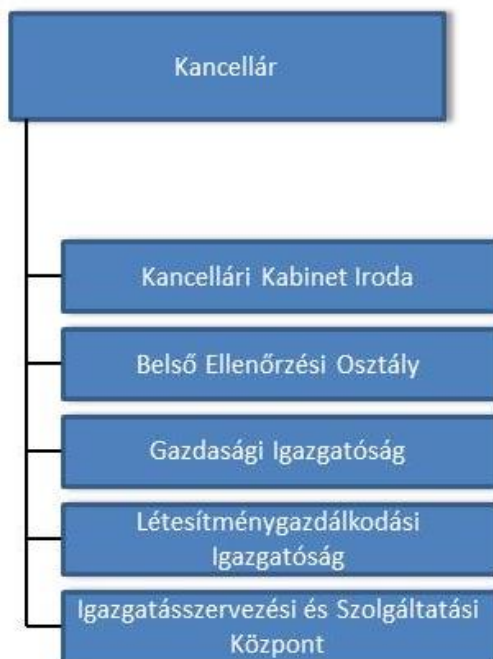 Kancellár
Kancellári Kabinet Iroda
Belső Ellenőrzési Osztály
Gazdasági Igazgatóság
Létesítménygazdálkodási
Igazgatóság
Igazgatásszervezési és Szolgáltatási
Központ